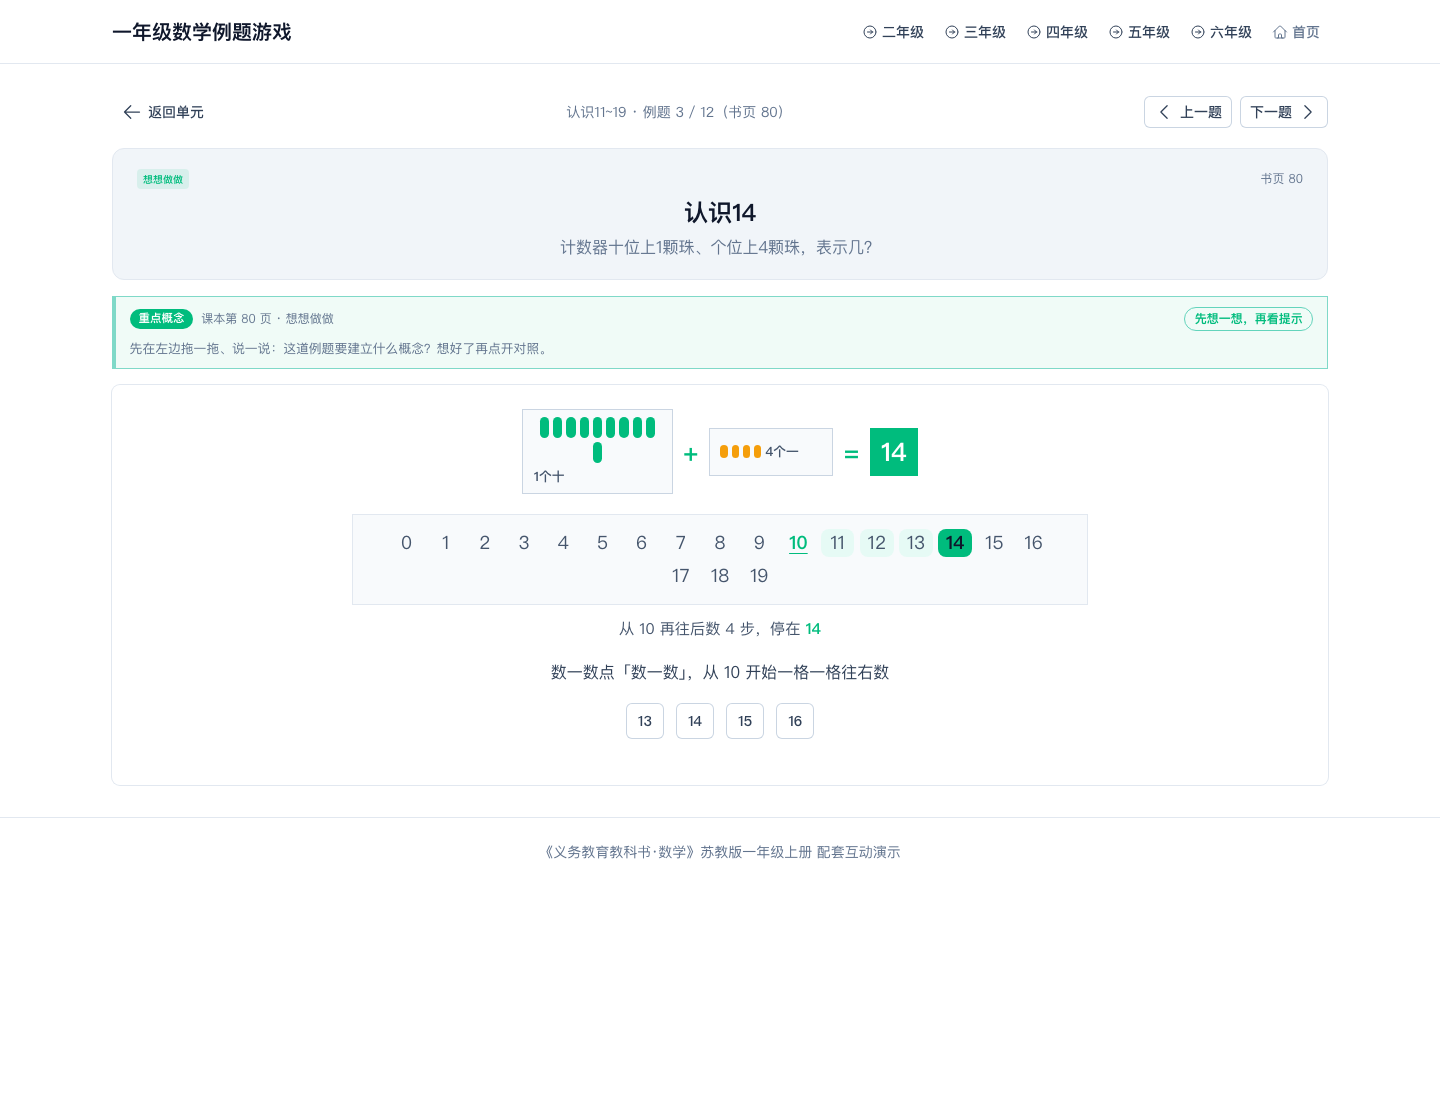 一年级数学例题游戏
二年级 三年级 四年级 五年级 六年级 首页
返回单元
认识11~19 · 例题 3 / 12（书页 80）
上一题 下一题
想想做做
书页 80
认识14
计数器十位上1颗珠、个位上4颗珠，表示几？
重点概念 课本第 80 页 · 想想做做
先想一想，再看提示
先在左边拖一拖、说一说：这道例题要建立什么概念？想好了再点开对照。
1个十
+
4个一
=
14
0 1 2 3 4 5 6 7 8 9 10 11 12 13 14 15 16
17 18 19
从 10 再往后数 4 步，停在 14
数一数点「数一数」，从 10 开始一格一格往右数
13 14 15 16
《义务教育教科书·数学》苏教版一年级上册 配套互动演示